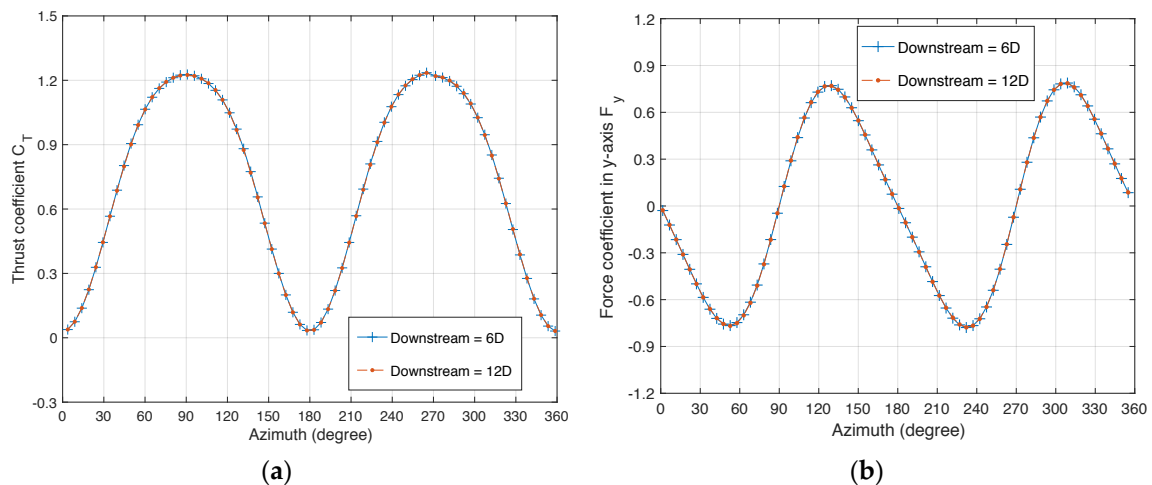 1.5
1.2
0.9
0.6
0.3
0
-0.3
Thrust coefficient C_T
0 30 60 90 120 150 180 210 240 270 300 330 360
Azimuth (degree)
Downstream = 6D
Downstream = 12D
(a)
1.2
0.9
0.6
0.3
0
-0.3
-0.6
-0.9
-1.2
Force coefficient in y-axis F_y
0 30 60 90 120 150 180 210 240 270 300 330 360
Azimuth (degree)
Downstream = 6D
Downstream = 12D
(b)